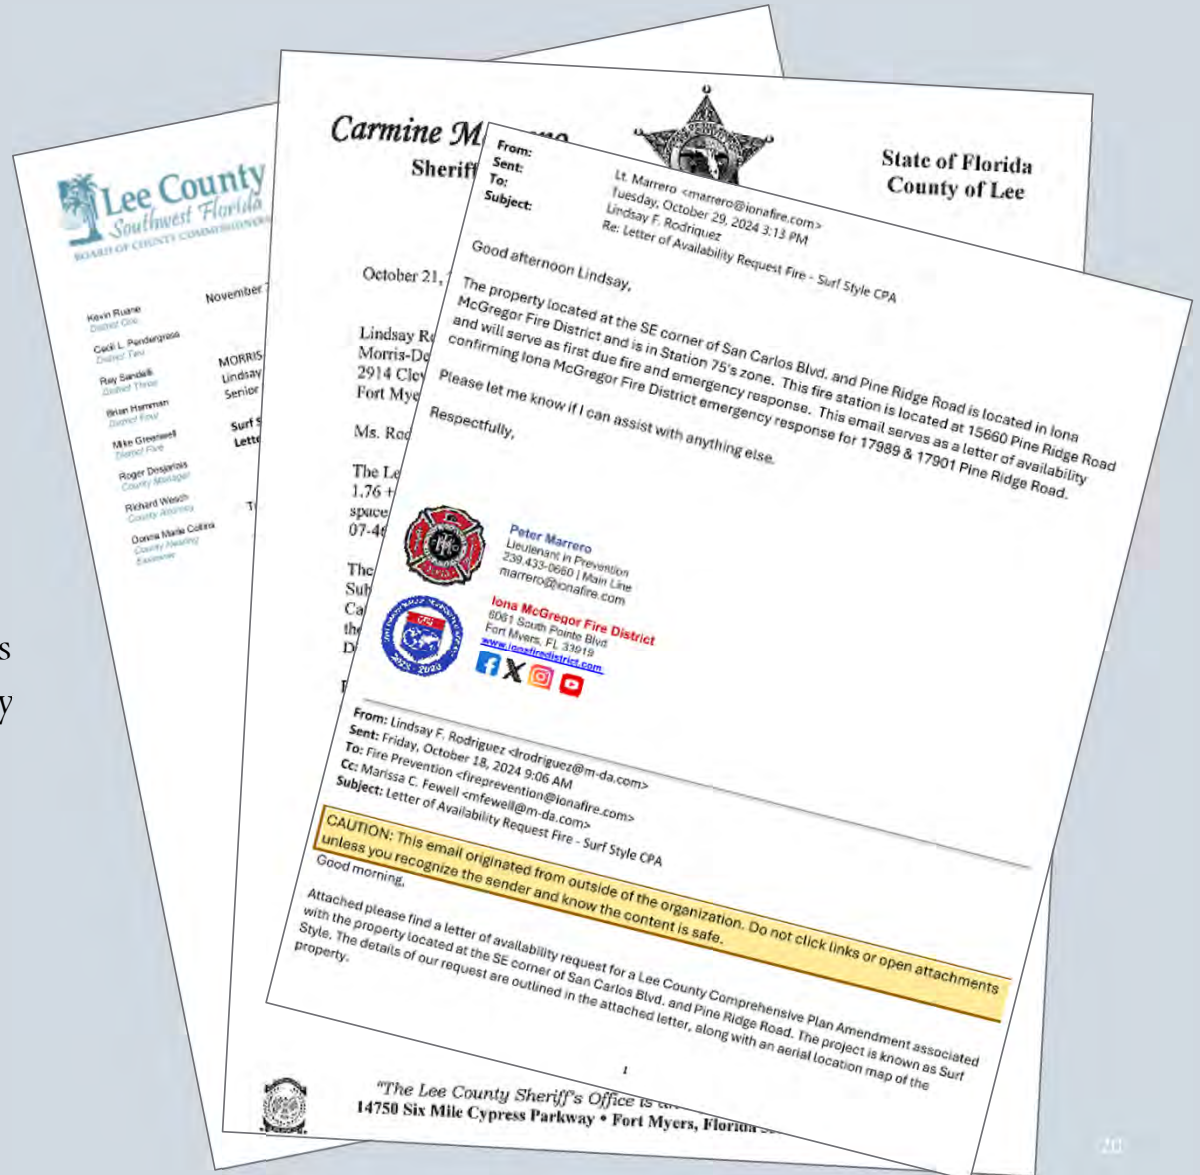 s
y
Lee County
Southwest Florida
BOARD OF COUNTY COMMISSIONERS
November
Kevin Ruane
District One
Cecil L. Pendergrass
District Two
Ray Sandelli
District Three
Brian Hamman
District Four
Mike Greenwell
District Five
Roger Desjarlais
County Manager
Richard Wesch
County Attorney
Donna Marie Collins
County Hearing
Examiner
MORRIS
Lindsay
Senior
Surf S
Lette
T
Carmine M
Sheriff
State of Florida
County of Lee
October 21,
Lindsay R
Morris-De
2914 Clev
Fort Mye
Ms. Rod
The Le
1.76 +
space
07-46
The
Sub
Ca
the
D
From: Lt. Marrero <marrero@ionafire.com>
Sent: Tuesday, October 29, 2024 3:13 PM
To: Lindsay F. Rodriquez
Subject: Re: Letter of Availability Request Fire - Surf Style CPA
Good afternoon Lindsay,
The property located at the SE corner of San Carlos Blvd. and Pine Ridge Road is located in Iona
McGregor Fire District and is in Station 75's zone. This fire station is located at 15660 Pine Ridge Road
and will serve as first due fire and emergency response. This email serves as a letter of availability
confirming Iona McGregor Fire District emergency response for 17989 & 17901 Pine Ridge Road.
Please let me know if I can assist with anything else.
Respectfully,
Peter Marrero
Lieutenant in Prevention
239.433-0660 | Main Line
marrero@ionafire.com
Iona McGregor Fire District
6061 South Pointe Blvd
Fort Myers, FL 33919
www.ionafiredistrict.com
From: Lindsay F. Rodriguez <lrodriguez@m-da.com>
Sent: Friday, October 18, 2024 9:06 AM
To: Fire Prevention <fireprevention@ionafire.com>
Cc: Marissa C. Fewell <mfewell@m-da.com>
Subject: Letter of Availability Request Fire - Surf Style CPA
CAUTION: This email originated from outside of the organization. Do not click links or open attachments
unless you recognize the sender and know the content is safe.
Good morning,
Attached please find a letter of availability request for a Lee County Comprehensive Plan Amendment associated
with the property located at the SE corner of San Carlos Blvd. and Pine Ridge Road. The project is known as Surf
Style. The details of our request are outlined in the attached letter, along with an aerial location map of the
property.
1
"The Lee County Sheriff's Office is
14750 Six Mile Cypress Parkway • Fort Myers, Florida
20